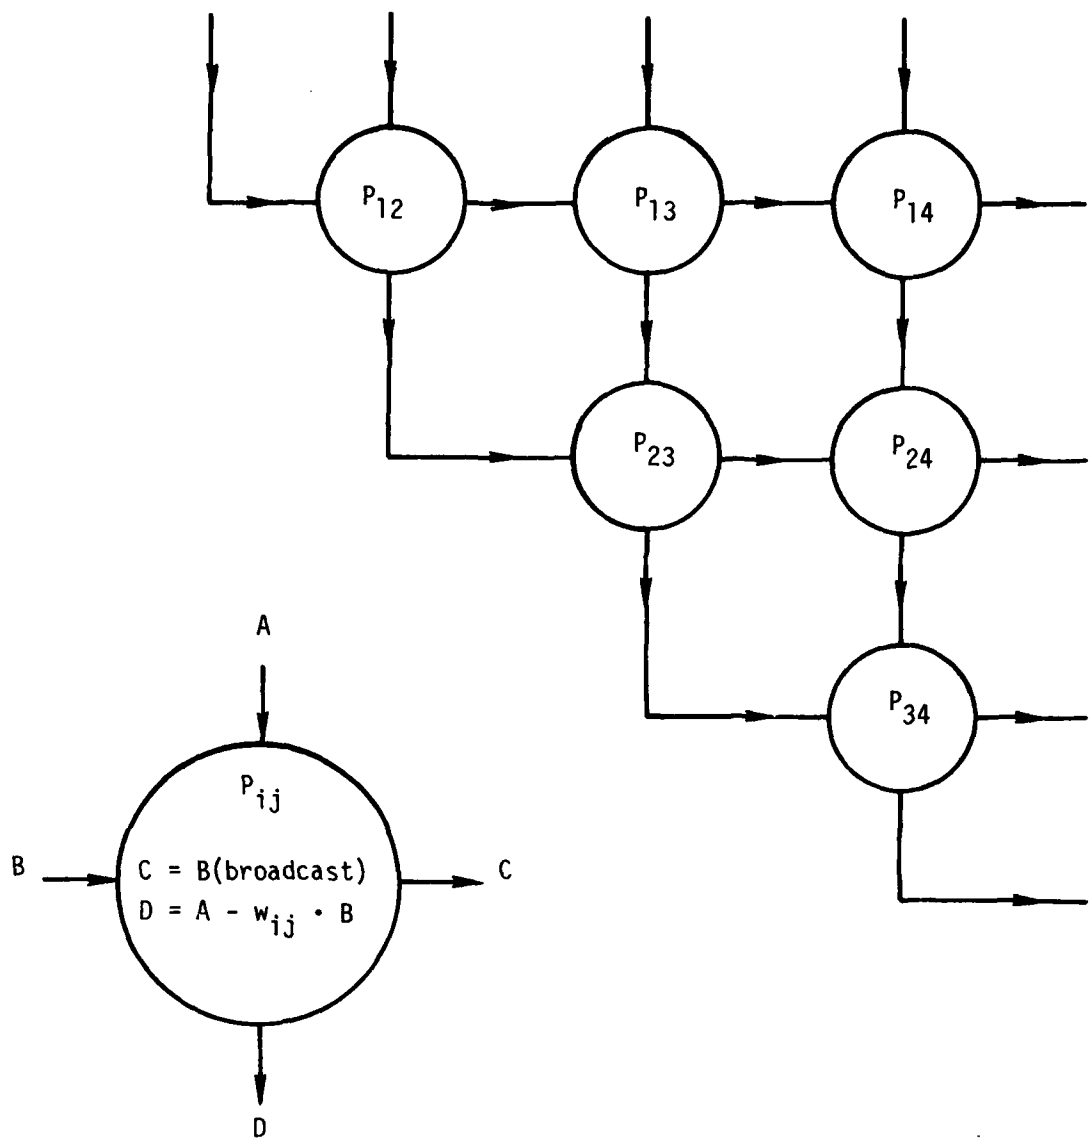 P12
P13
P14
P23
P24
P34
A
Pij
B
C = B(broadcast)
C
D = A - wij · B
D